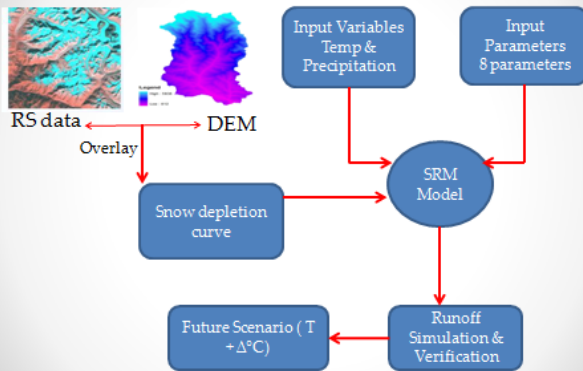 Input Variables
Temp &
Precipitation
Input
Parameters
8 parameters
RS data
DEM
Overlay
SRM
Model
Snow depletion
curve
Future Scenario ( T
+ Δ°C)
Runoff
Simulation &
Verification